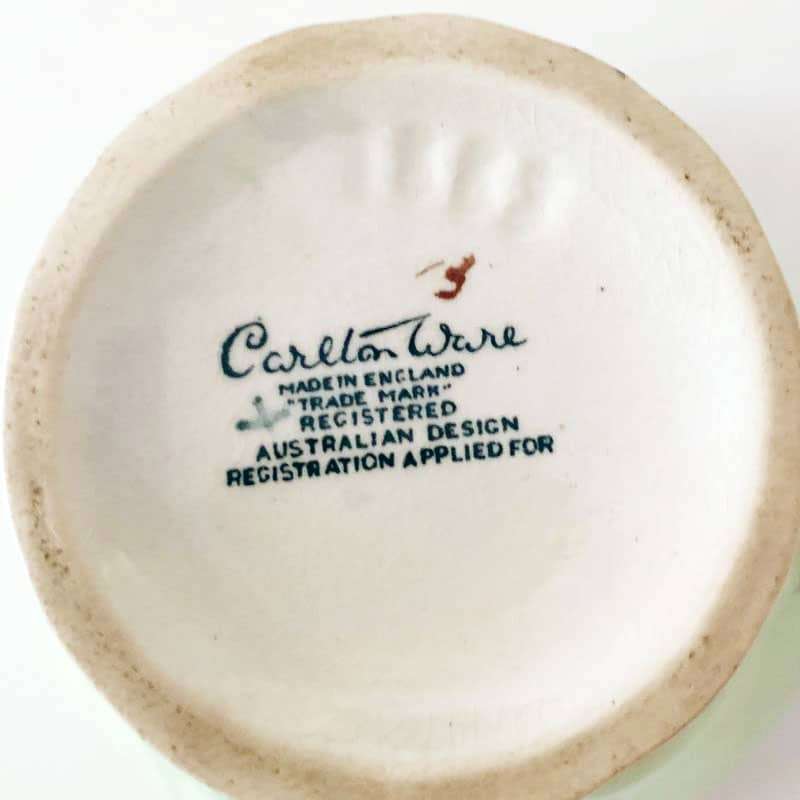 Carlton Ware
MADE IN ENGLAND
"TRADE MARK"
REGISTERED
AUSTRALIAN DESIGN
REGISTRATION APPLIED FOR